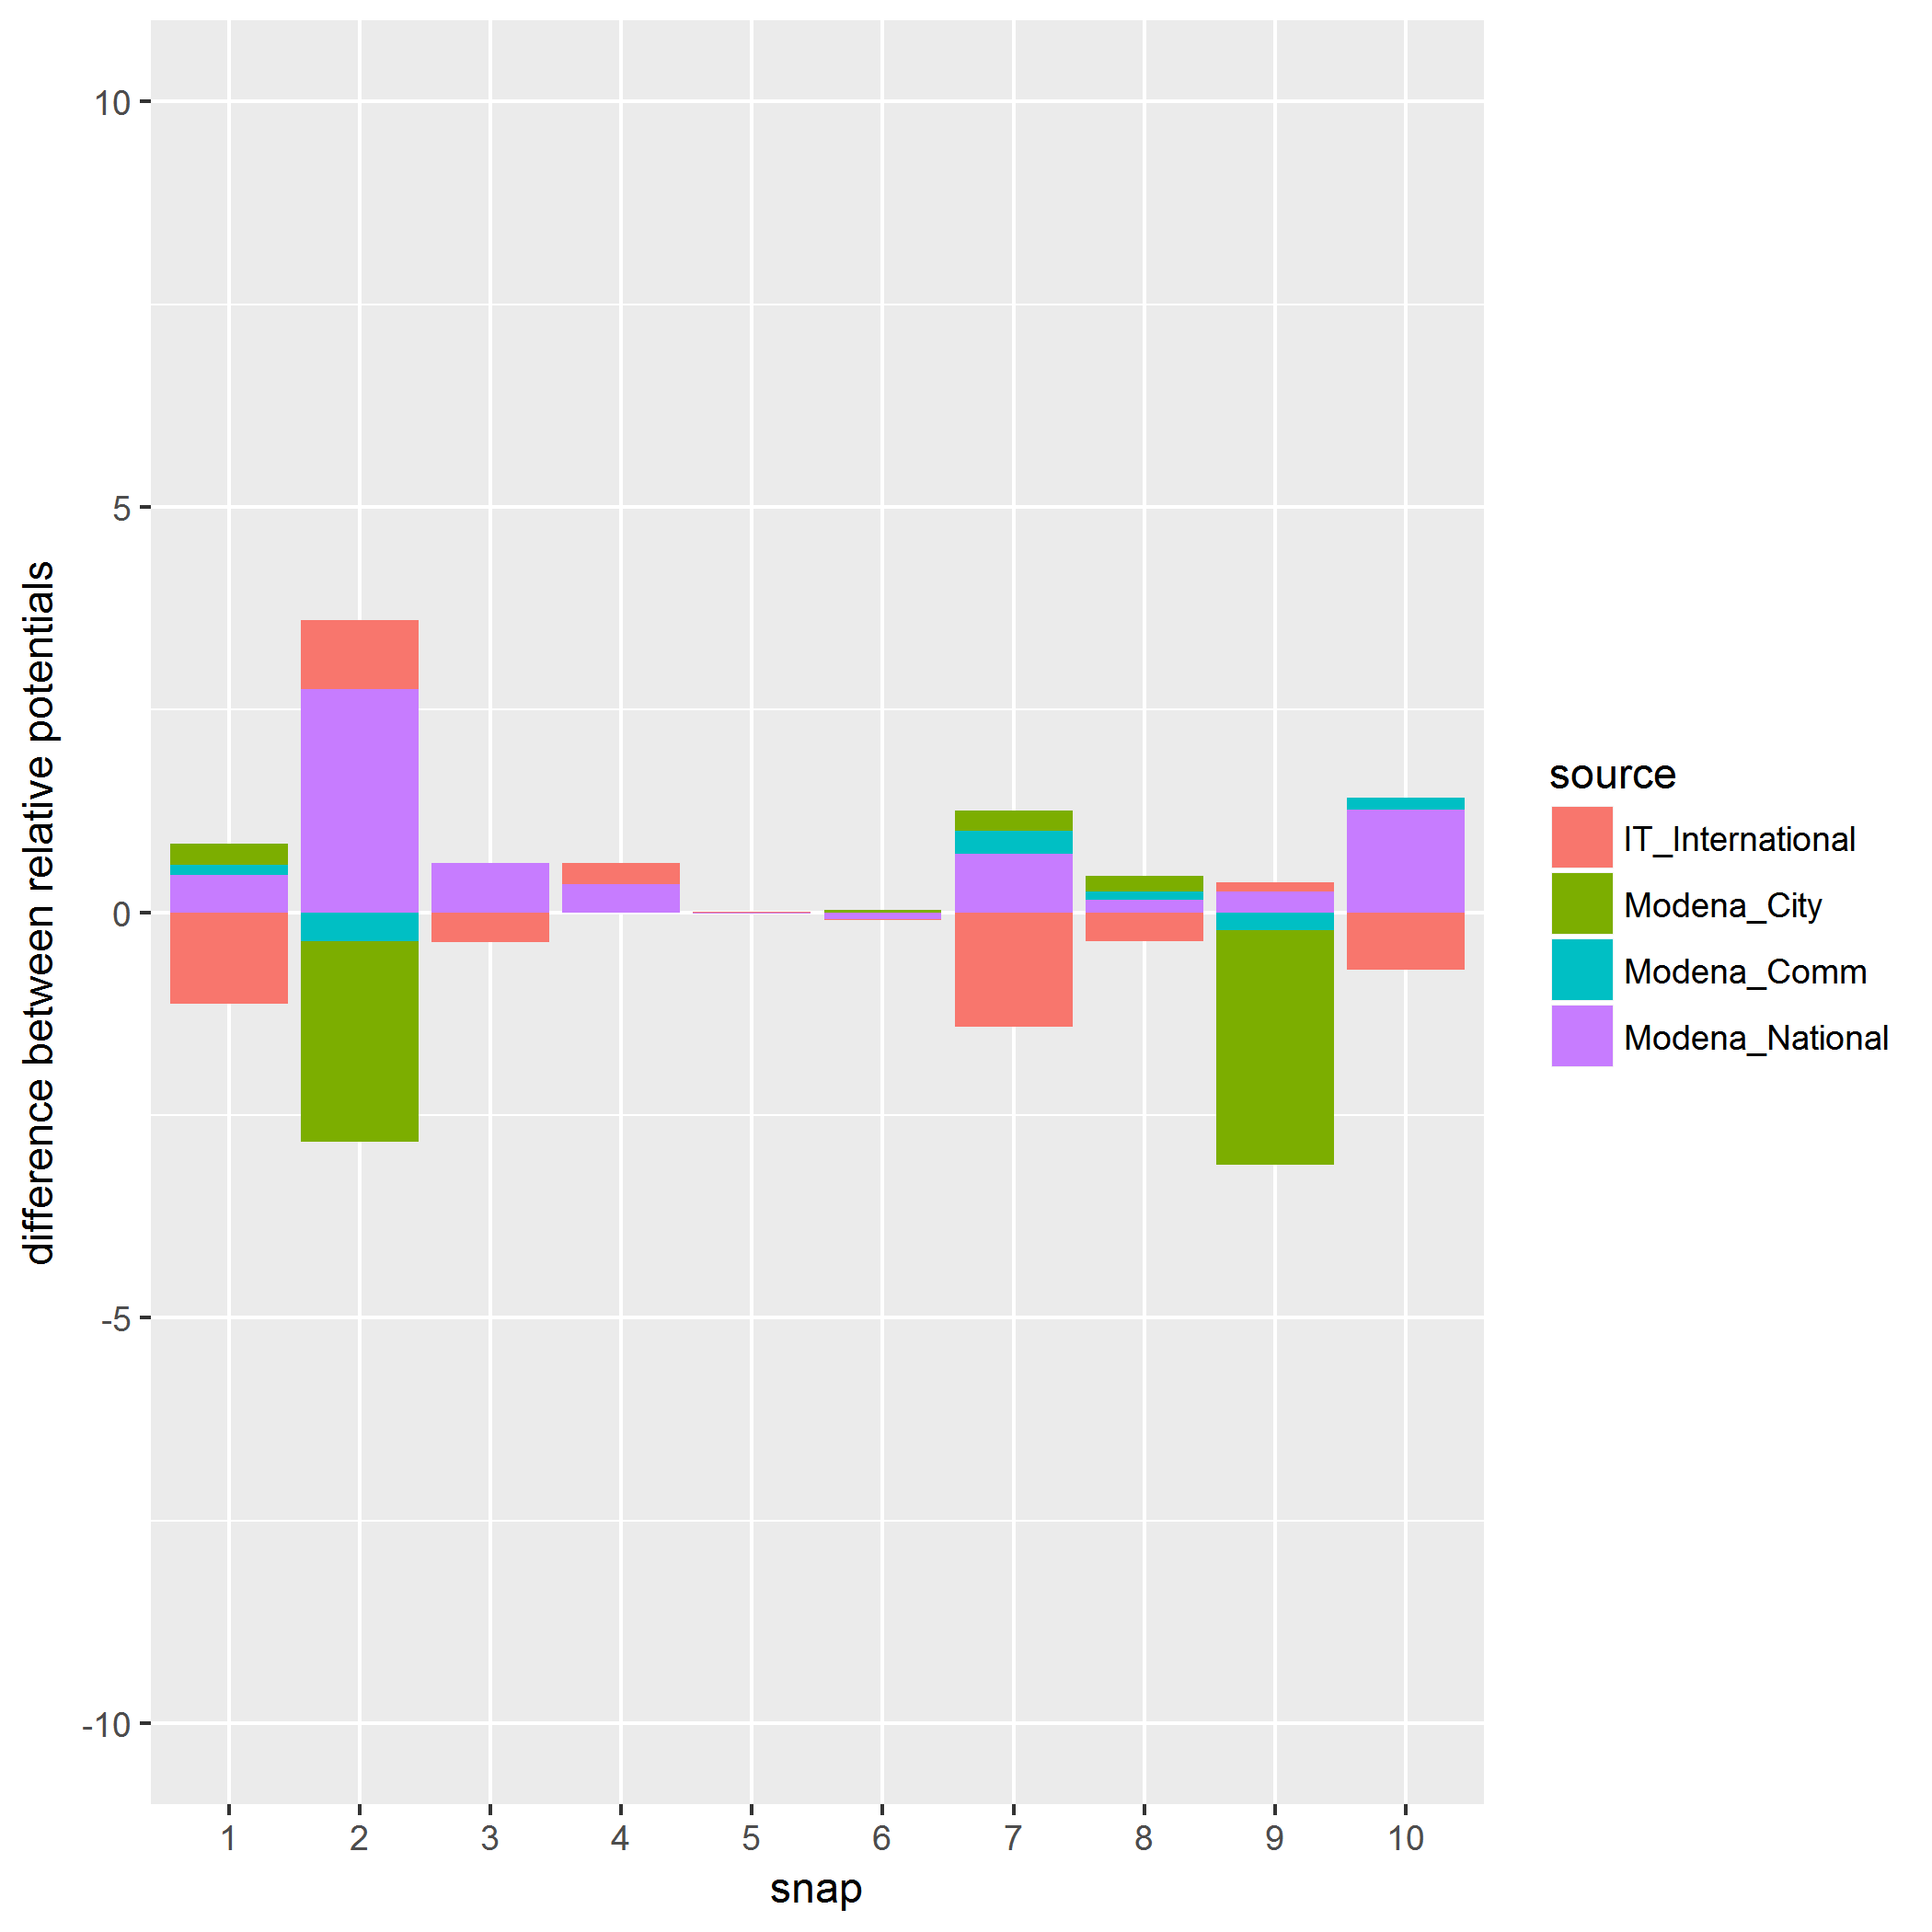 difference between relative potentials
10
5
0
-5
-10
1 2 3 4 5 6 7 8 9 10
snap
source
IT_International
Modena_City
Modena_Comm
Modena_National